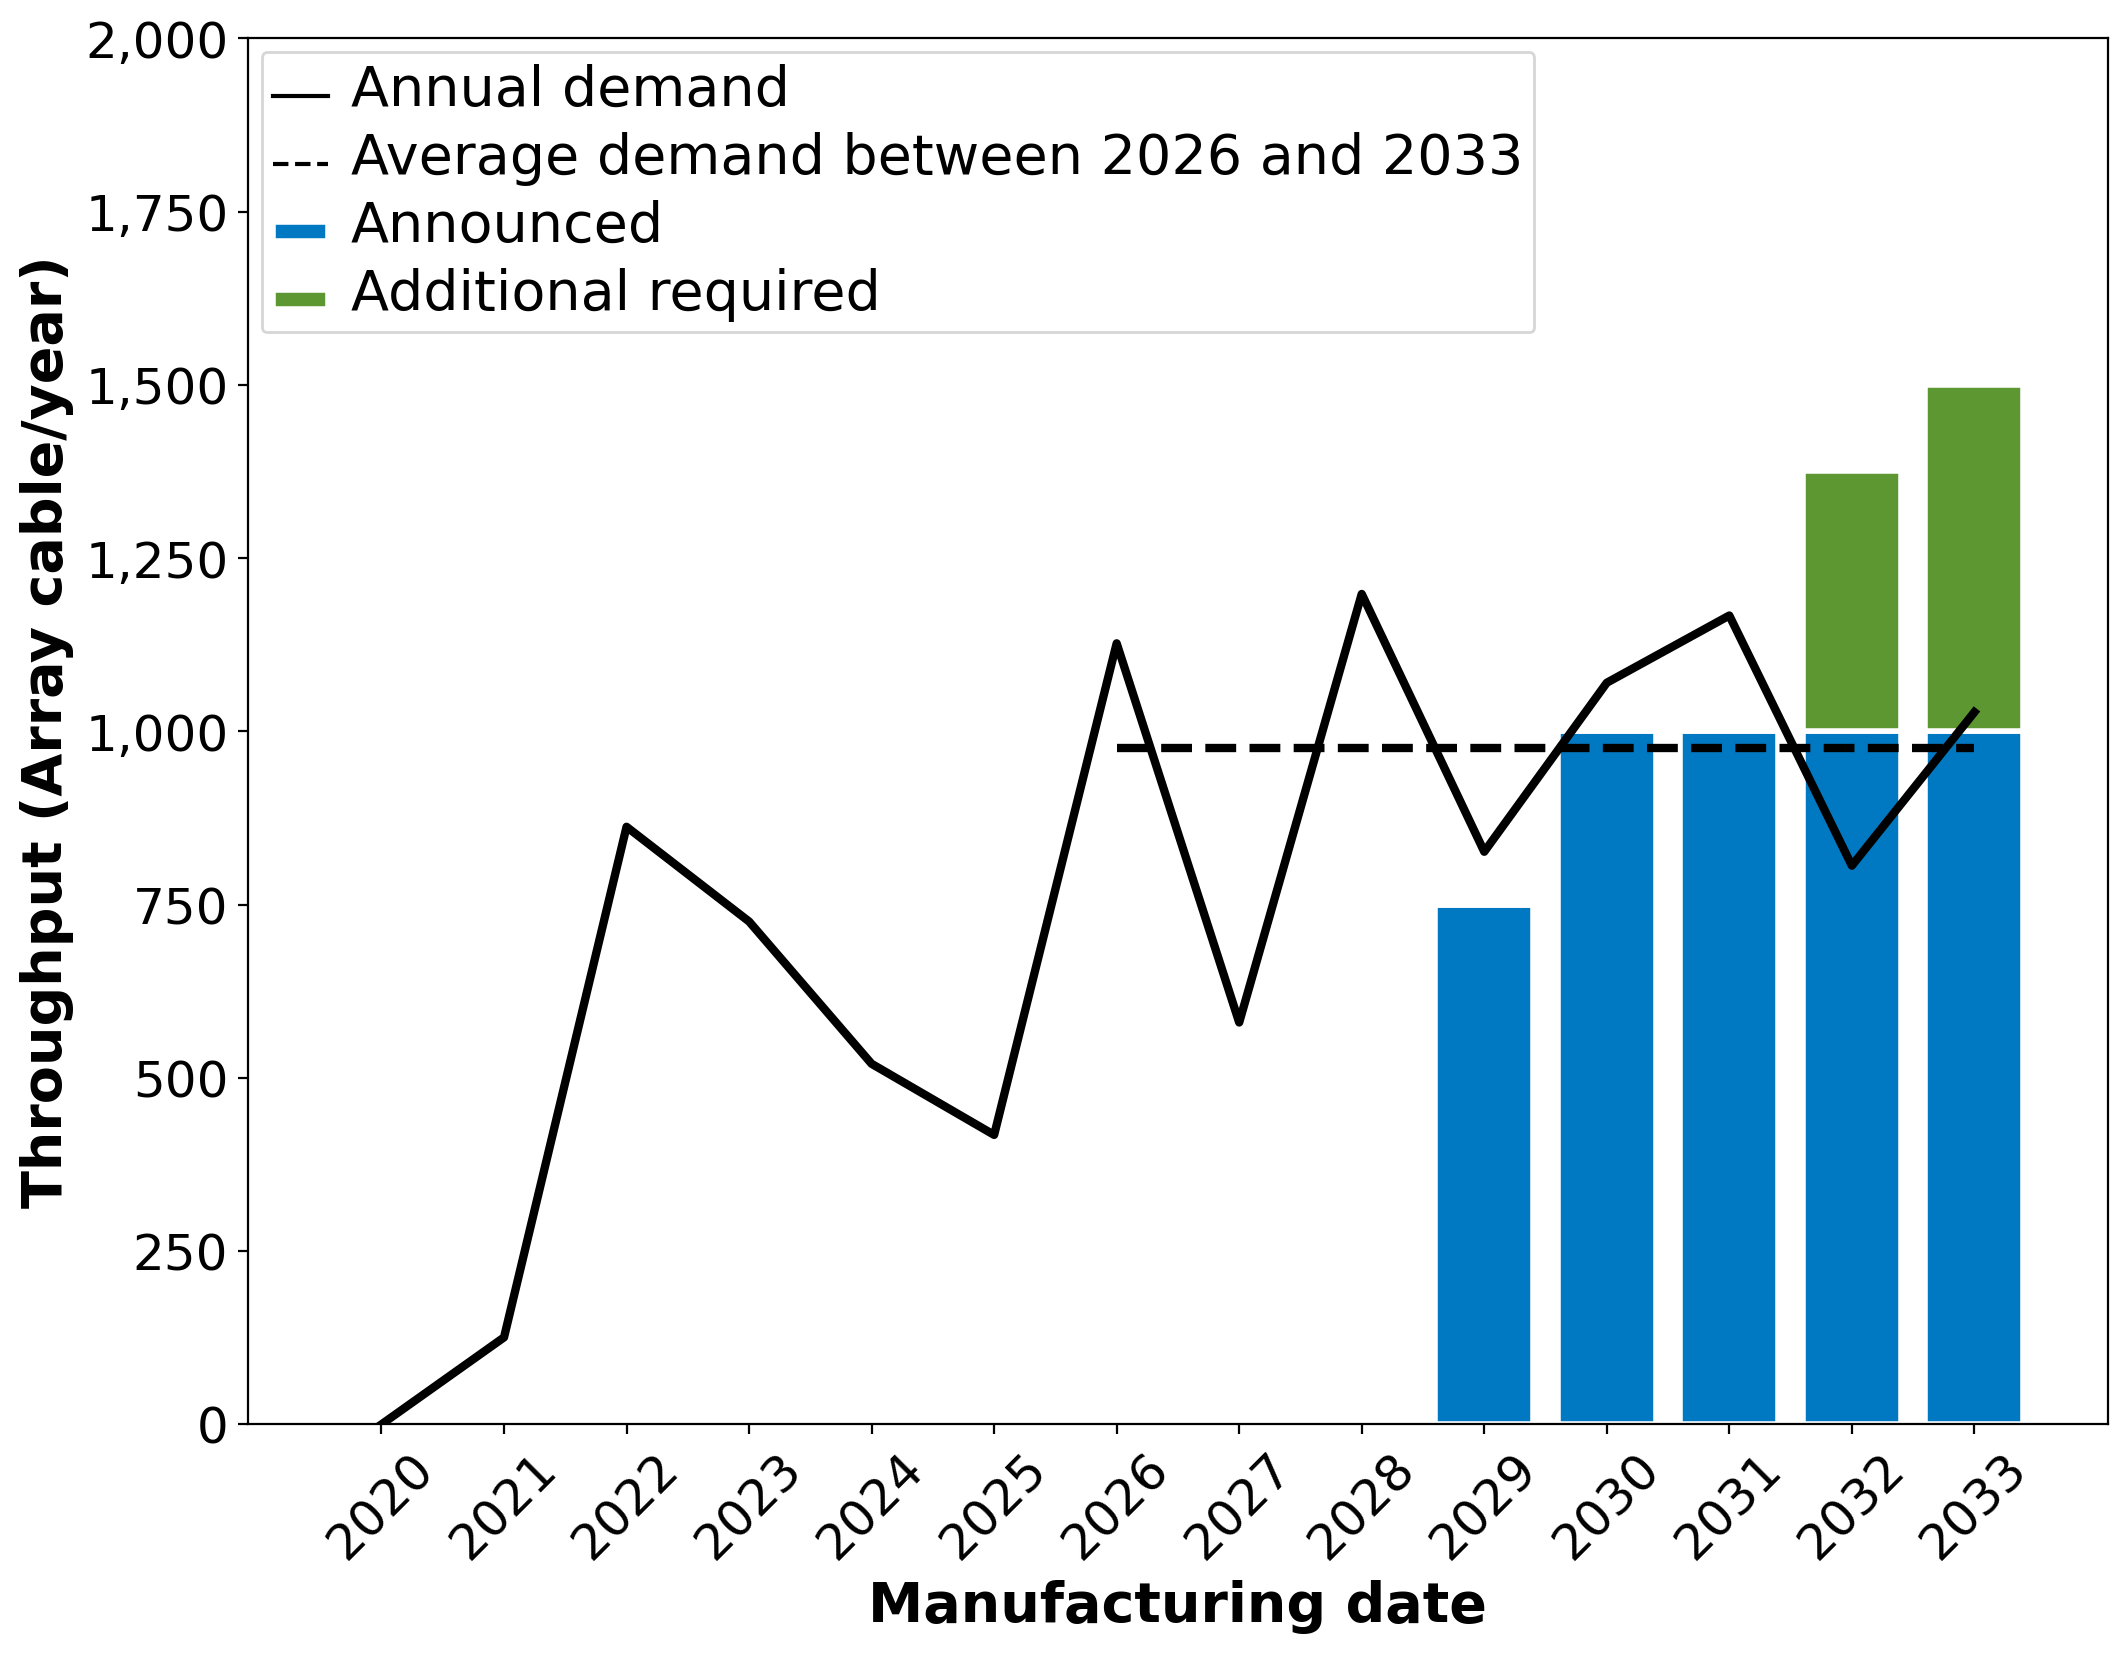 Annual demand
Average demand between 2026 and 2033
Announced
Additional required
Throughput (Array cable/year)
2,000
1,750
1,500
1,250
1,000
750
500
250
0
2020 2021 2022 2023 2024 2025 2026 2027 2028 2029 2030 2031 2032 2033
Manufacturing date